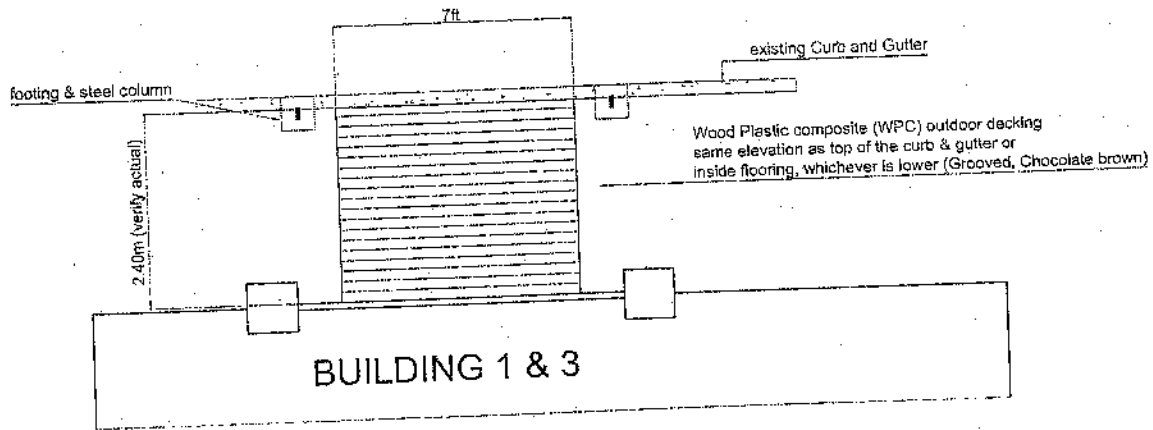 7ft
existing Curb and Gutter
footing & steel column
Wood Plastic composite (WPC) outdoor decking
same elevation as top of the curb & gutter or
inside flooring, whichever is lower (Grooved, Chocolate brown)
2.40m (verify actual)
BUILDING 1 & 3